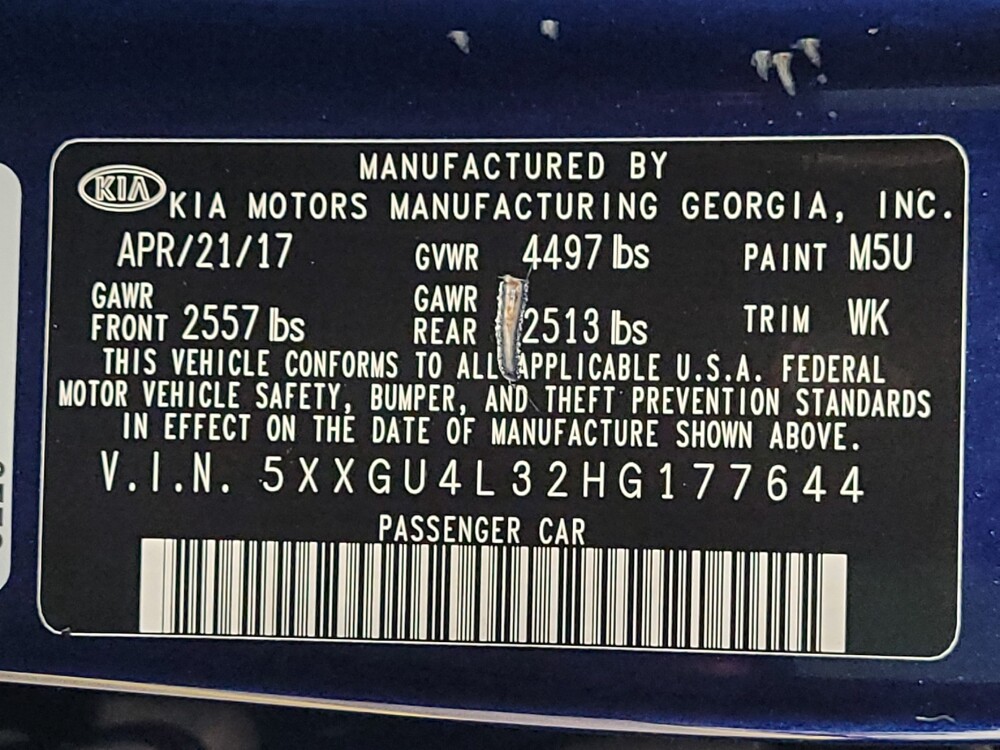 MANUFACTURED BY
KIA KIA MOTORS MANUFACTURING GEORGIA, INC.
APR/21/17 GVWR 4497 lbs PAINT M5U
GAWR FRONT 2557 lbs GAWR REAR 2513 lbs TRIM WK
THIS VEHICLE CONFORMS TO ALL APPLICABLE U.S.A. FEDERAL
MOTOR VEHICLE SAFETY, BUMPER, AND THEFT PREVENTION STANDARDS
IN EFFECT ON THE DATE OF MANUFACTURE SHOWN ABOVE.
V.I.N. 5XXGU4L32HG177644
PASSENGER CAR